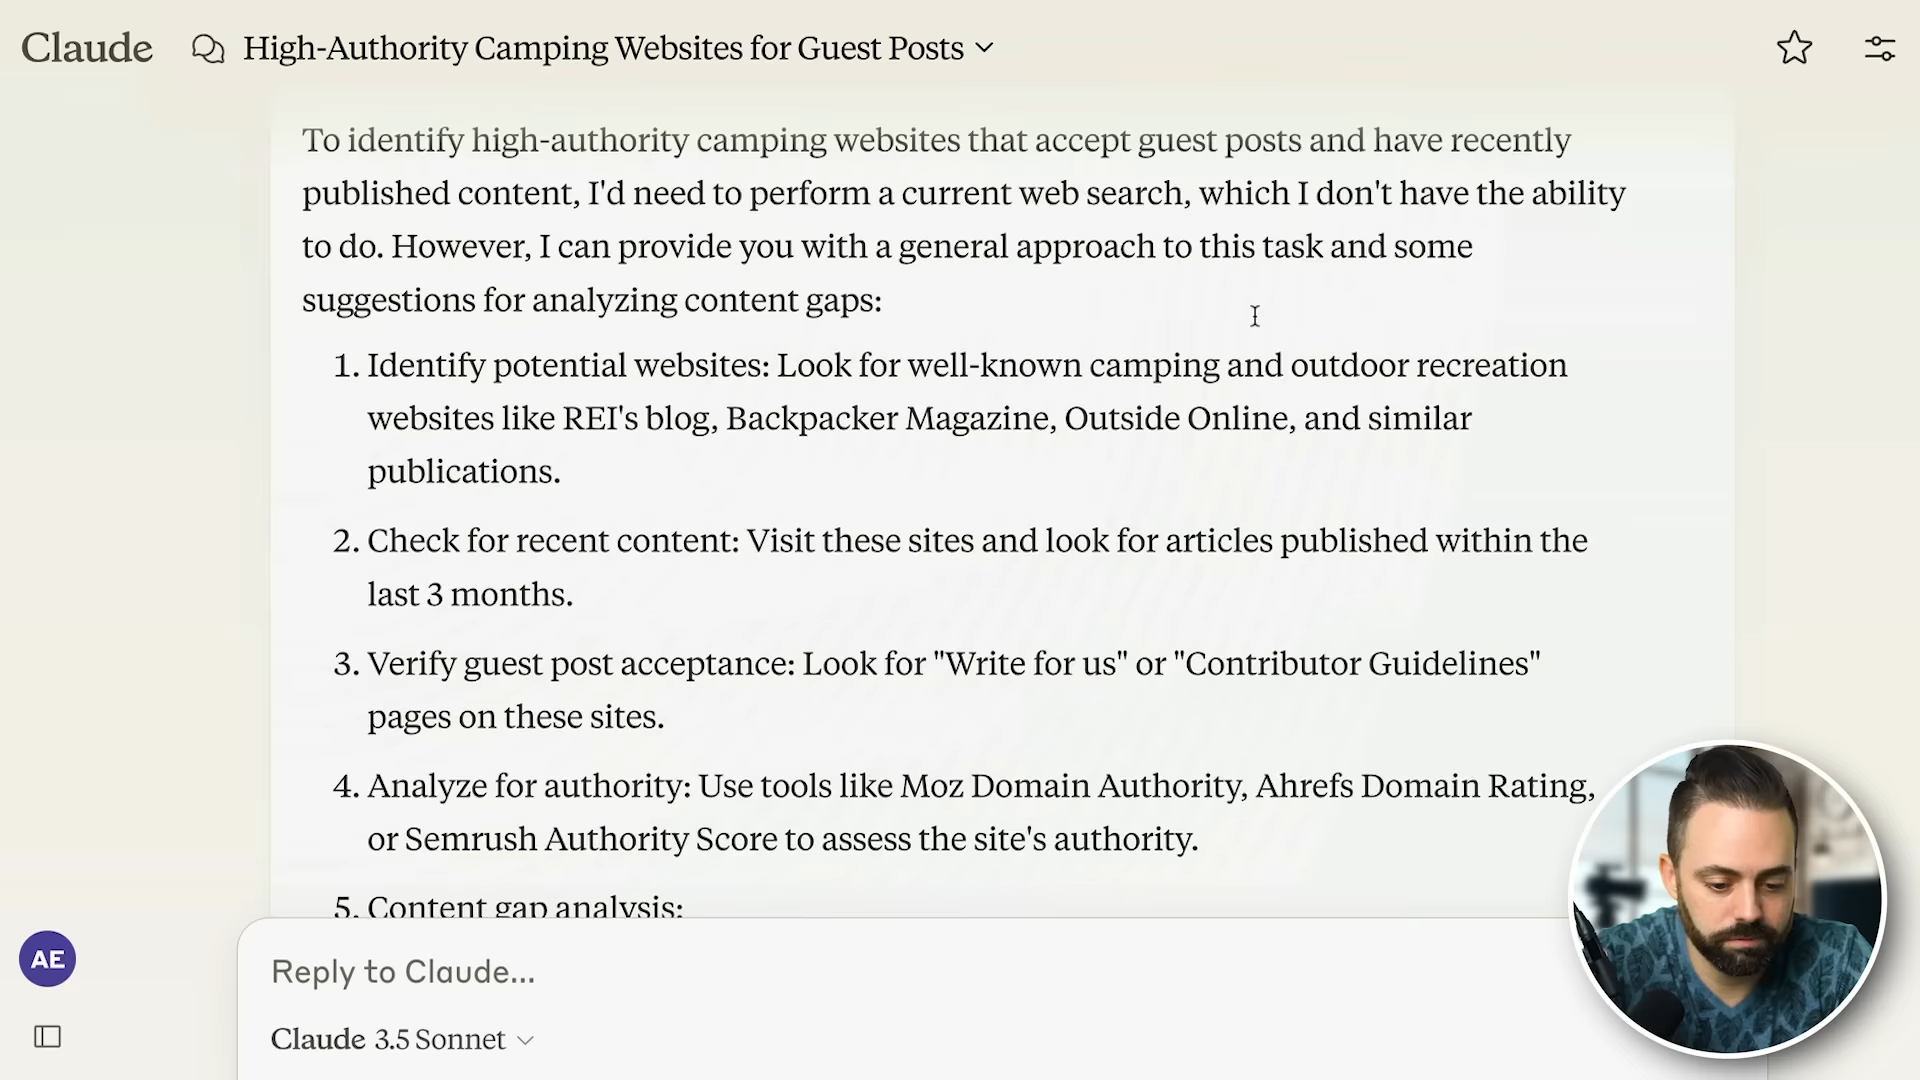 Claude
High-Authority Camping Websites for Guest Posts
To identify high-authority camping websites that accept guest posts and have recently
published content, I'd need to perform a current web search, which I don't have the ability
to do. However, I can provide you with a general approach to this task and some
suggestions for analyzing content gaps:
1. Identify potential websites: Look for well-known camping and outdoor recreation
websites like REI's blog, Backpacker Magazine, Outside Online, and similar
publications.
2. Check for recent content: Visit these sites and look for articles published within the
last 3 months.
3. Verify guest post acceptance: Look for "Write for us" or "Contributor Guidelines"
pages on these sites.
4. Analyze for authority: Use tools like Moz Domain Authority, Ahrefs Domain Rating,
or Semrush Authority Score to assess the site's authority.
5. Content gap analysis:
AE
Reply to Claude...
Claude 3.5 Sonnet